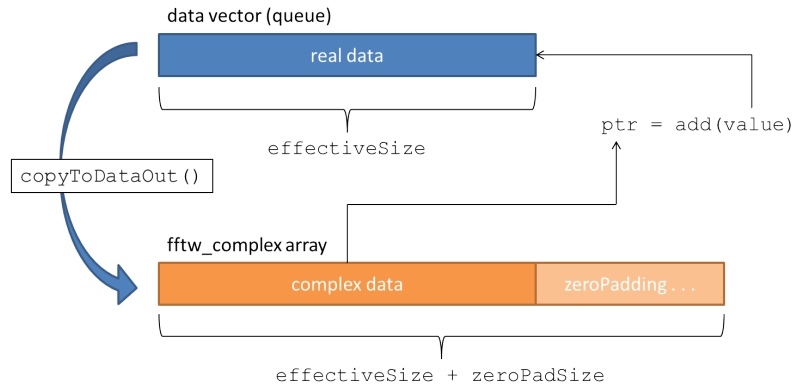 data vector (queue)
real data
ptr = add(value)
effectiveSize
copyToDataOut()
fftw_complex array
complex data
zeroPadding . . .
effectiveSize + zeroPadSize